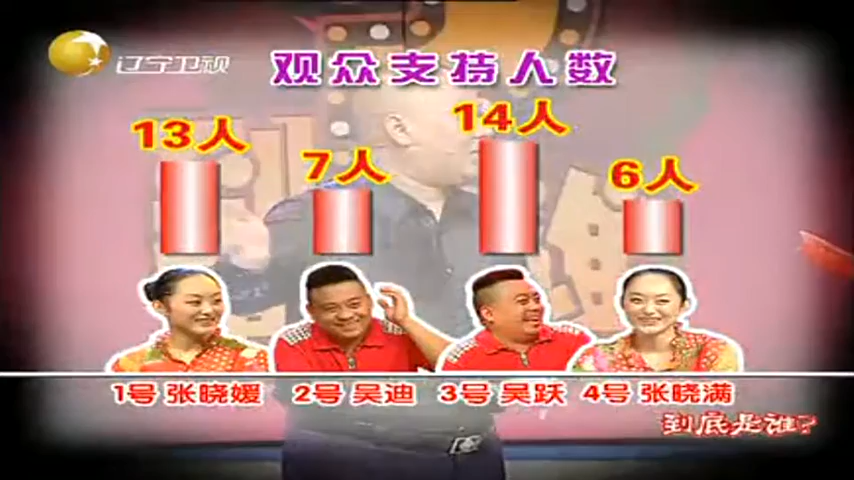 辽宁卫视
观众支持人数
13人
7人
14人
6人
1号 张晓媛
2号 吴迪
3号 吴跃
4号 张晓满
到底是谁?